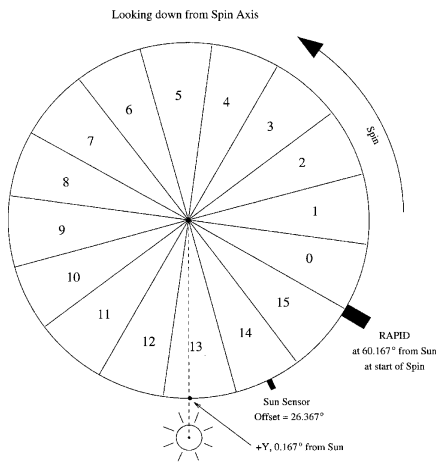 Looking down from Spin Axis
Spin
5
6
4
7
3
8
2
9
1
10
0
11
15
12
13
14
RAPID
at 60.167° from Sun
at start of Spin
Sun Sensor
Offset = 26.367°
+Y, 0.167° from Sun